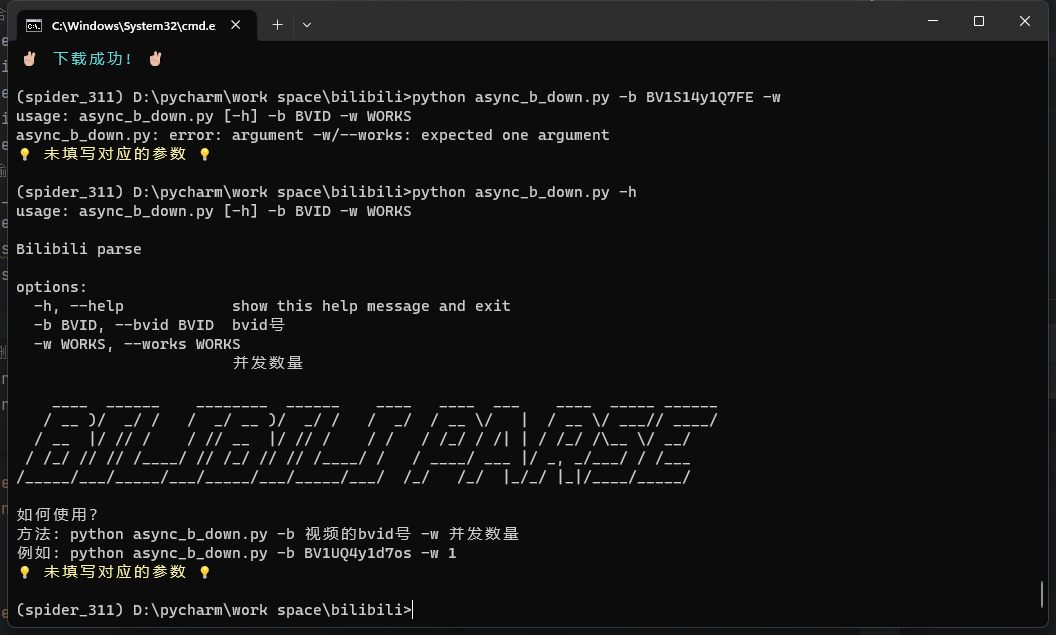 C:\Windows\System32\cmd.e
下载成功!
(spider_311) D:\pycharm\work space\bilibili>python async_b_down.py -b BV1S14y1Q7FE -w
usage: async_b_down.py [-h] -b BVID -w WORKS
async_b_down.py: error: argument -w/--works: expected one argument
未填写对应的参数
(spider_311) D:\pycharm\work space\bilibili>python async_b_down.py -h
usage: async_b_down.py [-h] -b BVID -w WORKS
Bilibili parse
options:
-h, --help show this help message and exit
-b BVID, --bvid BVID bvid号
-w WORKS, --works WORKS
并发数量
BILIBILI PARSE
如何使用?
方法: python async_b_down.py -b 视频的bvid号 -w 并发数量
例如: python async_b_down.py -b BV1UQ4y1d7os -w 1
未填写对应的参数
(spider_311) D:\pycharm\work space\bilibili>